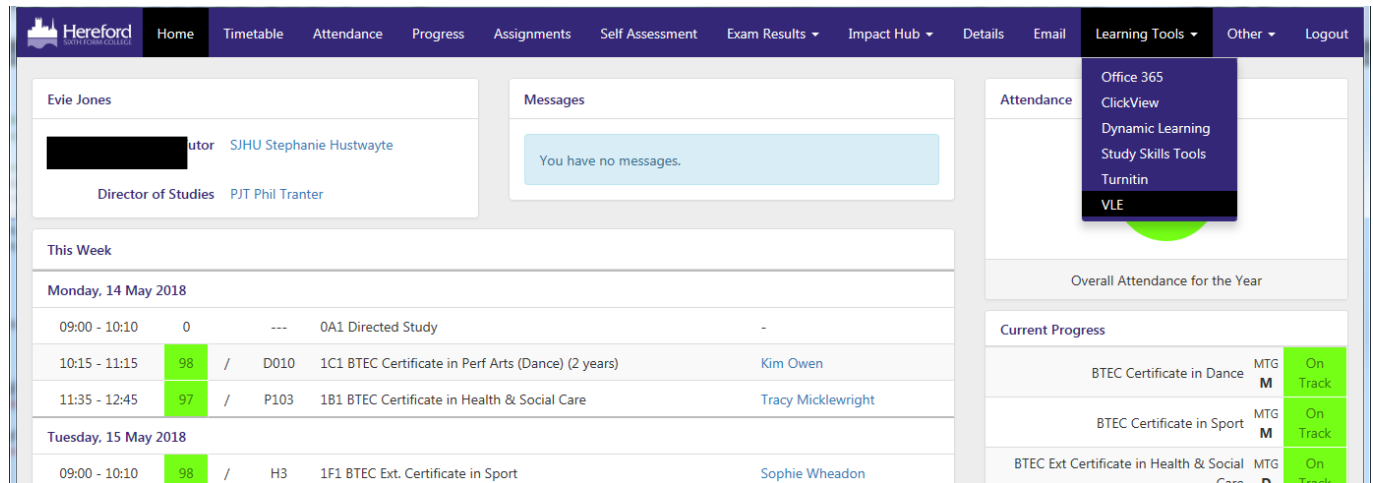 Hereford
SIXTH FORM COLLEGE
Home Timetable Attendance Progress Assignments Self Assessment Exam Results Impact Hub Details Email Learning Tools Other Logout
Office 365
ClickView
Dynamic Learning
Study Skills Tools
Turnitin
VLE
Evie Jones
utor SJHU Stephanie Hustwayte
Director of Studies PJT Phil Tranter
Messages
You have no messages.
Attendance
Overall Attendance for the Year
This Week
Monday, 14 May 2018
09:00 - 10:10 0 --- 0A1 Directed Study -
10:15 - 11:15 98 / D010 1C1 BTEC Certificate in Perf Arts (Dance) (2 years) Kim Owen
11:35 - 12:45 97 / P103 1B1 BTEC Certificate in Health & Social Care Tracy Micklewright
Tuesday, 15 May 2018
09:00 - 10:10 98 / H3 1F1 BTEC Ext. Certificate in Sport Sophie Wheadon
Current Progress
BTEC Certificate in Dance MTG M On Track
BTEC Certificate in Sport MTG M On Track
BTEC Ext Certificate in Health & Social Care MTG D On Track